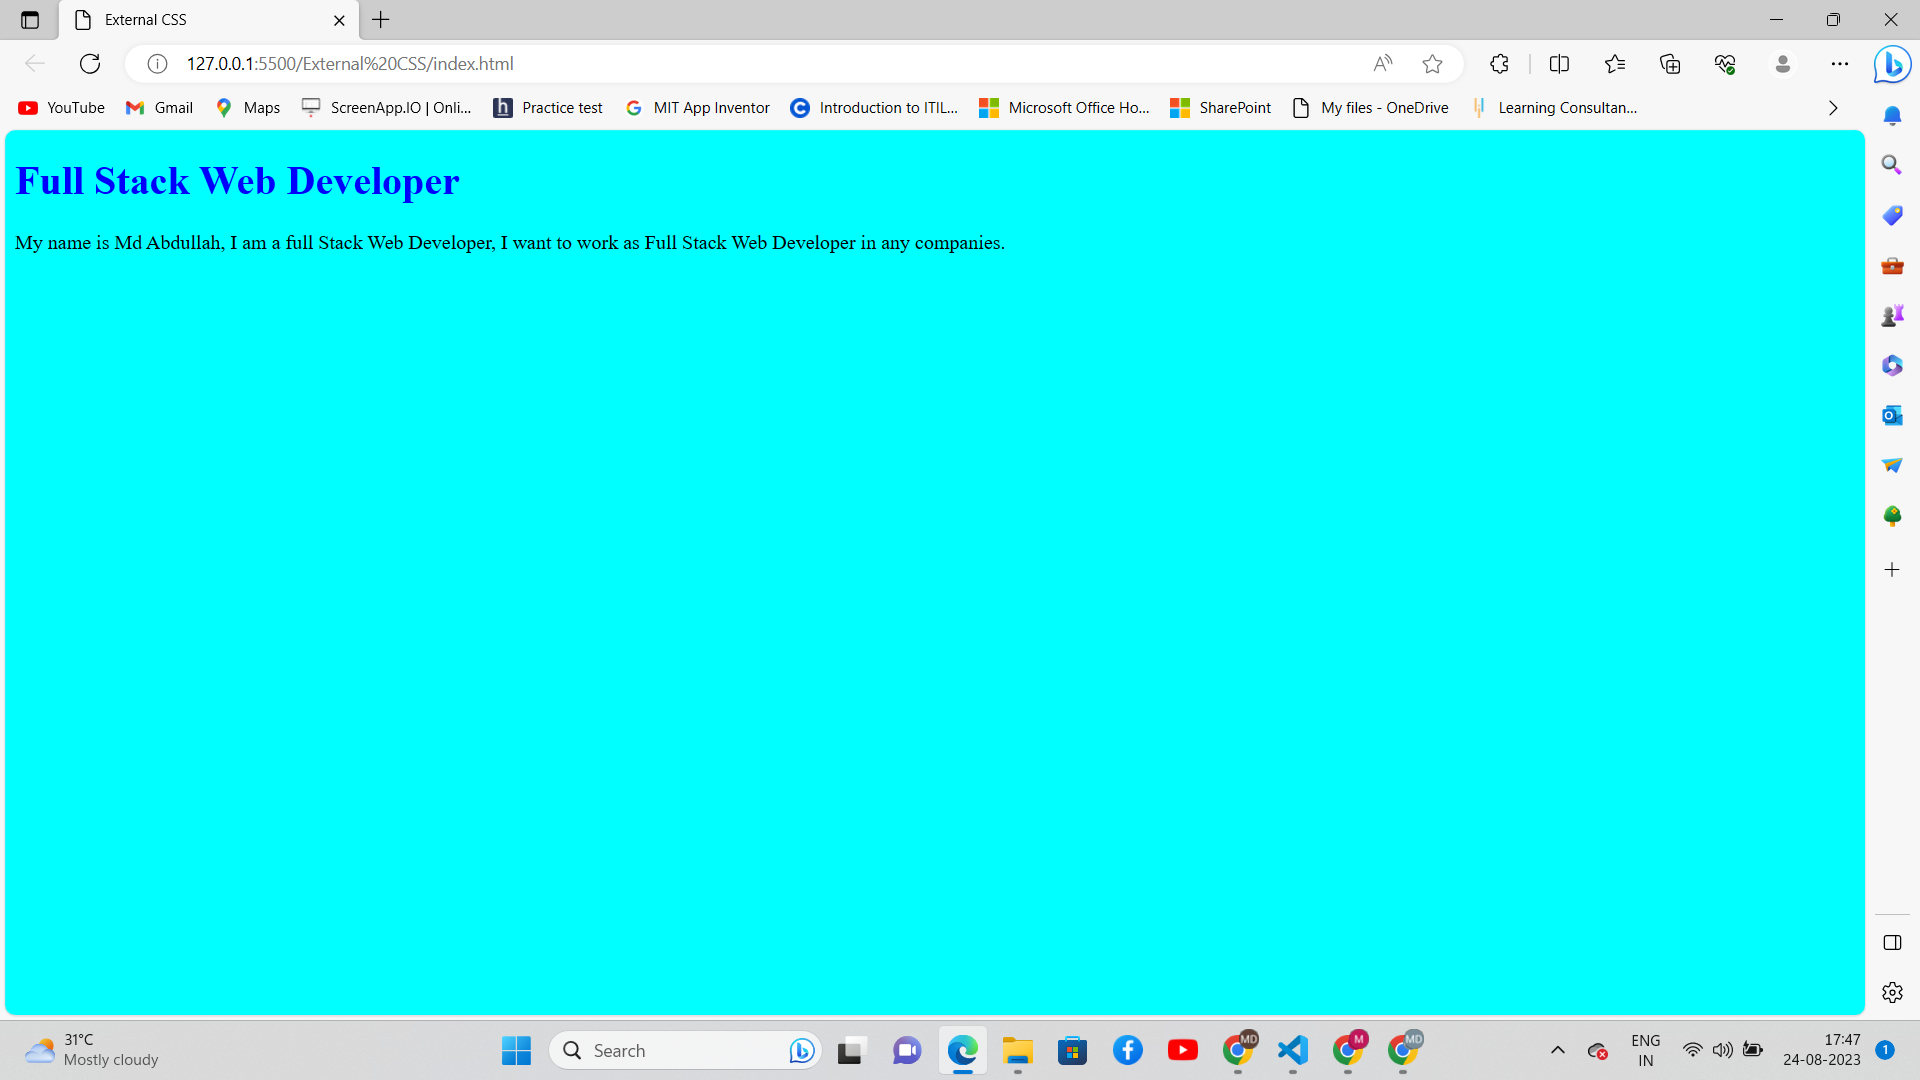 External CSS
127.0.0.1:5500/External%20CSS/index.html
YouTube Gmail Maps ScreenApp.IO | Onli... Practice test MIT App Inventor Introduction to ITIL... Microsoft Office Ho... SharePoint My files - OneDrive Learning Consultan...
Full Stack Web Developer
My name is Md Abdullah, I am a full Stack Web Developer, I want to work as Full Stack Web Developer in any companies.
31°C
Mostly cloudy
Search
MD
M
MD
ENG
IN
17:47
24-08-2023
1